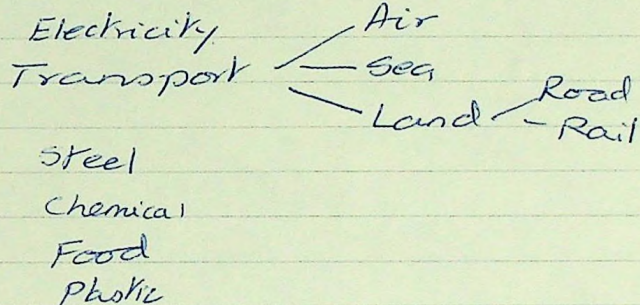 Electricity
Air
Transport
Sea
Road
Land
Rail
Steel
Chemical
Food
Plastic